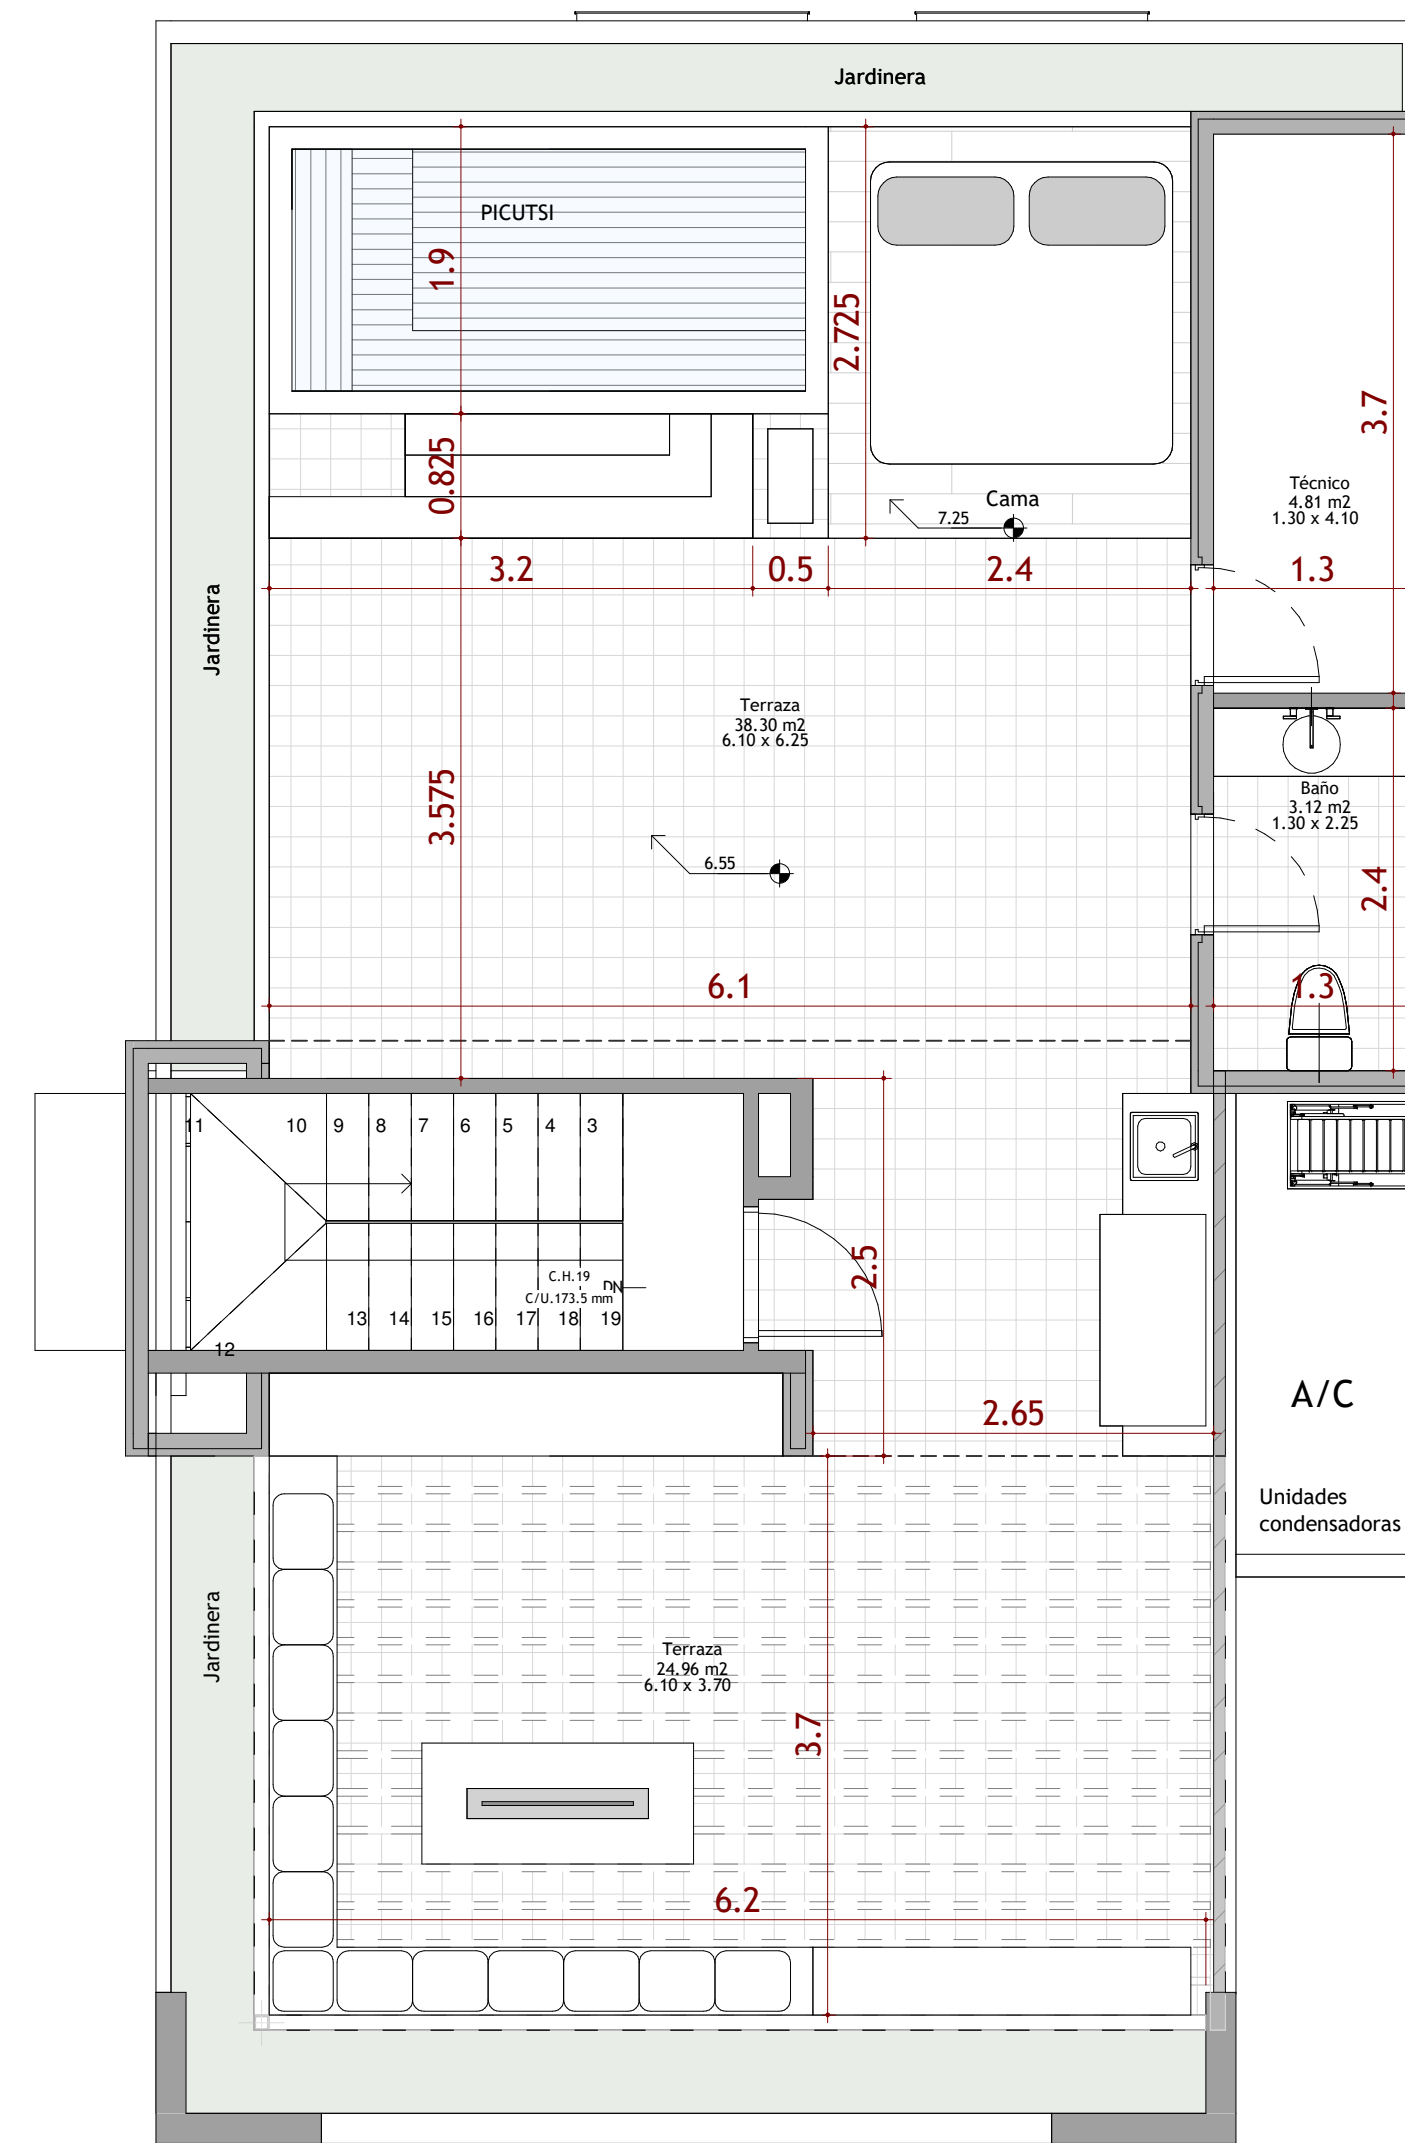 Jardinera
PICUTSI
1.9
2.725
3.7
0.825
Técnico
4.81 m2
1.30 x 4.10
Cama
7.25
3.2
0.5
2.4
1.3
Jardinera
Terraza
38.30 m2
6.10 x 6.25
3.575
Baño
3.12 m2
1.30 x 2.25
6.55
2.4
6.1
1.3
11
10
9
8
7
6
5
4
3
2.5
C.H.19
DN
C/U.173.5 mm
13
14
15
16
17
18
19
12
A/C
2.65
Unidades
condensadoras
Jardinera
Terraza
24.96 m2
6.10 x 3.70
3.7
6.2